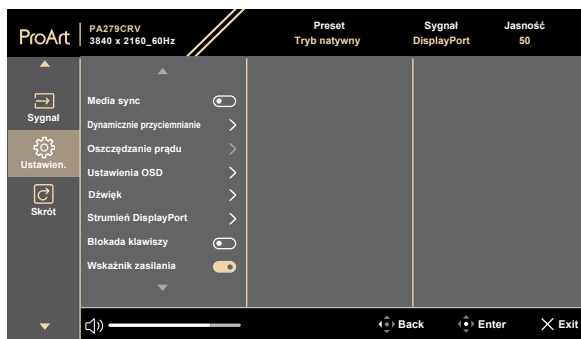 ProArt
PA279CRV
3840 x 2160_60Hz
Preset
Tryb natywny
Sygnał
DisplayPort
Jasność
50
Sygnał
Ustawien.
Skrót
Media sync
Dynamicznie przyciemnianie
Oszczędzanie prądu
Ustawienia OSD
Dźwięk
Strumień DisplayPort
Blokada klawiszy
Wskaźnik zasilania
Back
Enter
Exit